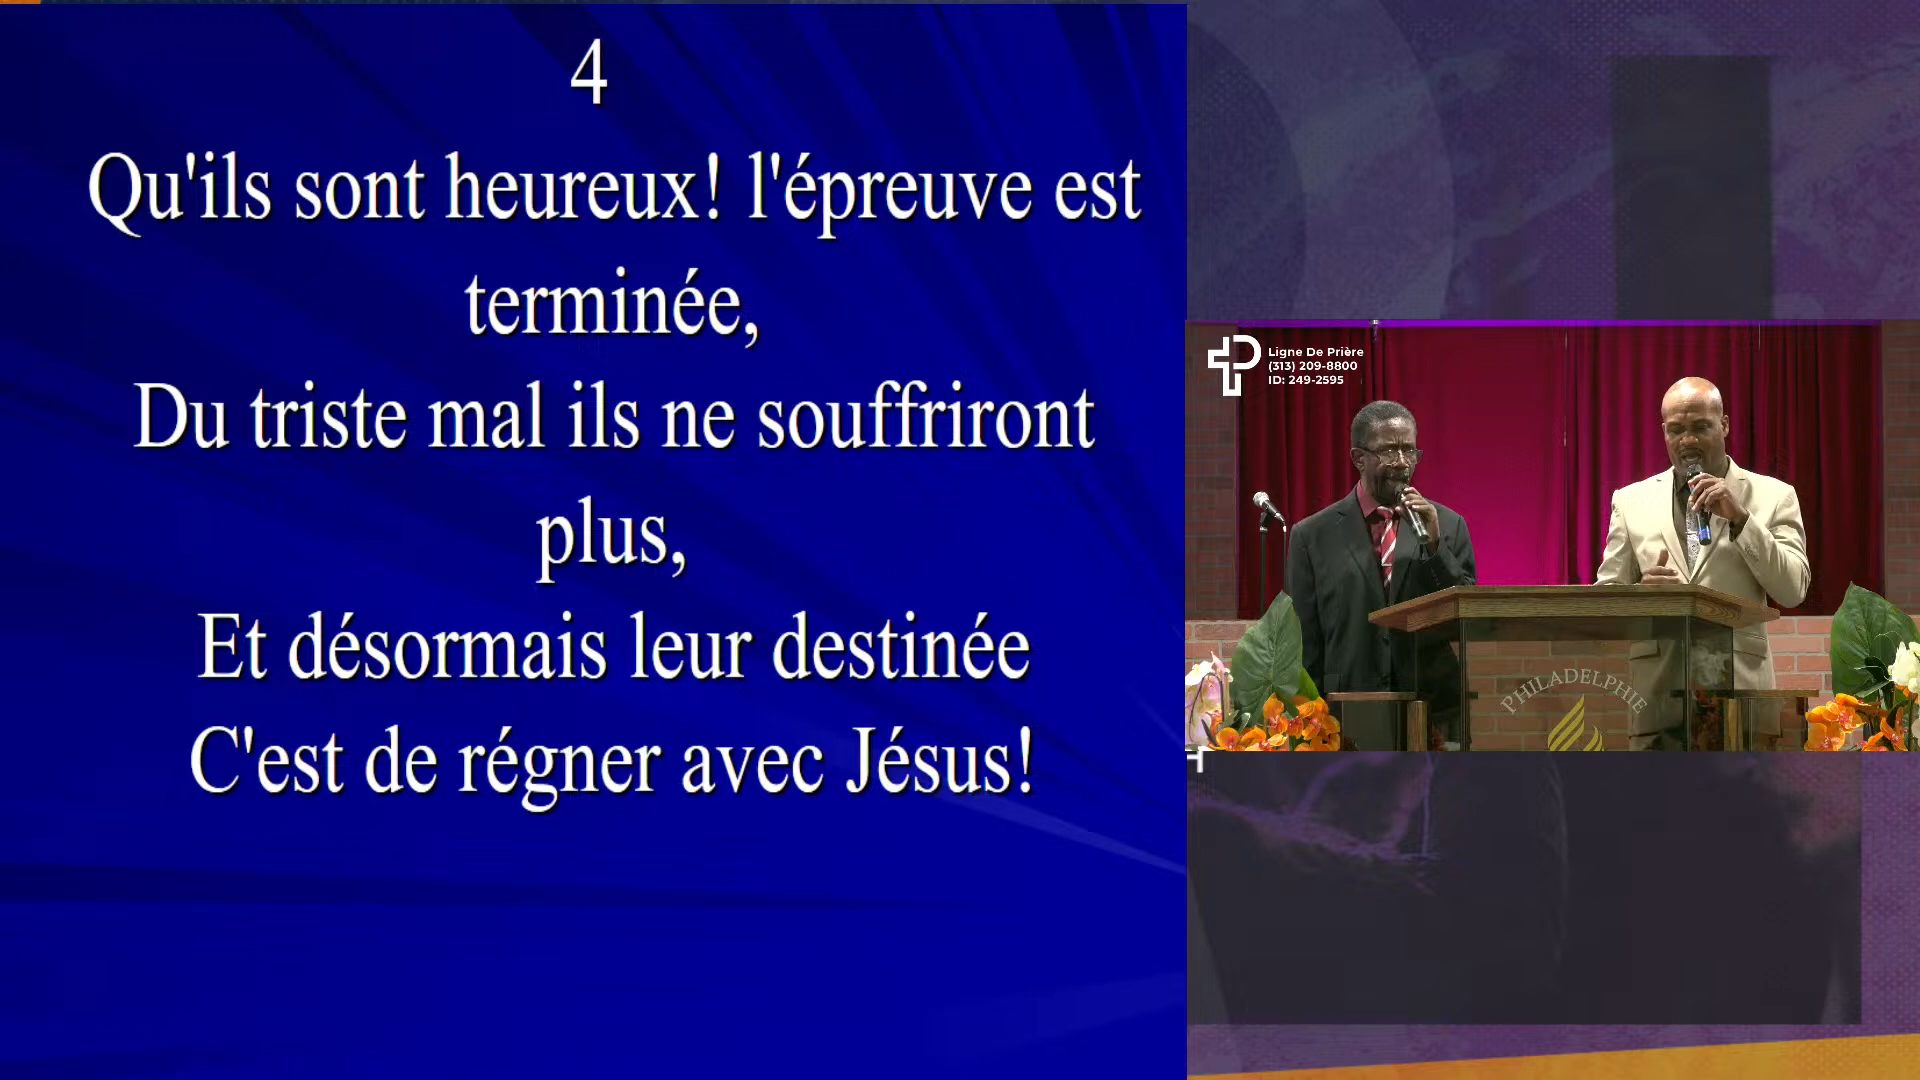 4
Qu'ils sont heureux! l'épreuve est
terminée,
Du triste mal ils ne souffriront
plus,
Et désormais leur destinée
C'est de régner avec Jésus!
Ligne De Prière
(313) 209-8800
ID: 249-2595
PHILADELPHIE